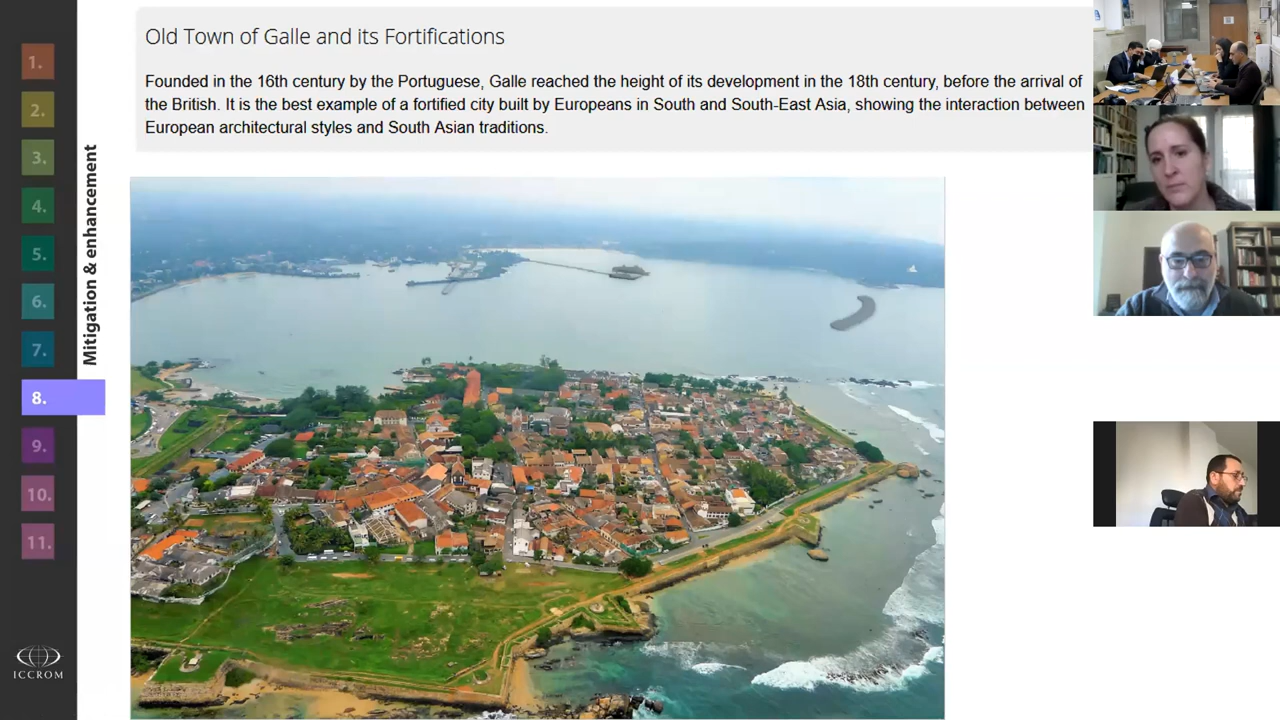 Old Town of Galle and its Fortifications
Founded in the 16th century by the Portuguese, Galle reached the height of its development in the 18th century, before the arrival of
the British. It is the best example of a fortified city built by Europeans in South and South-East Asia, showing the interaction between
European architectural styles and South Asian traditions.
1.
2.
3.
4.
5.
6.
7.
8.
9.
10.
11.
Mitigation & enhancement
ICCROM